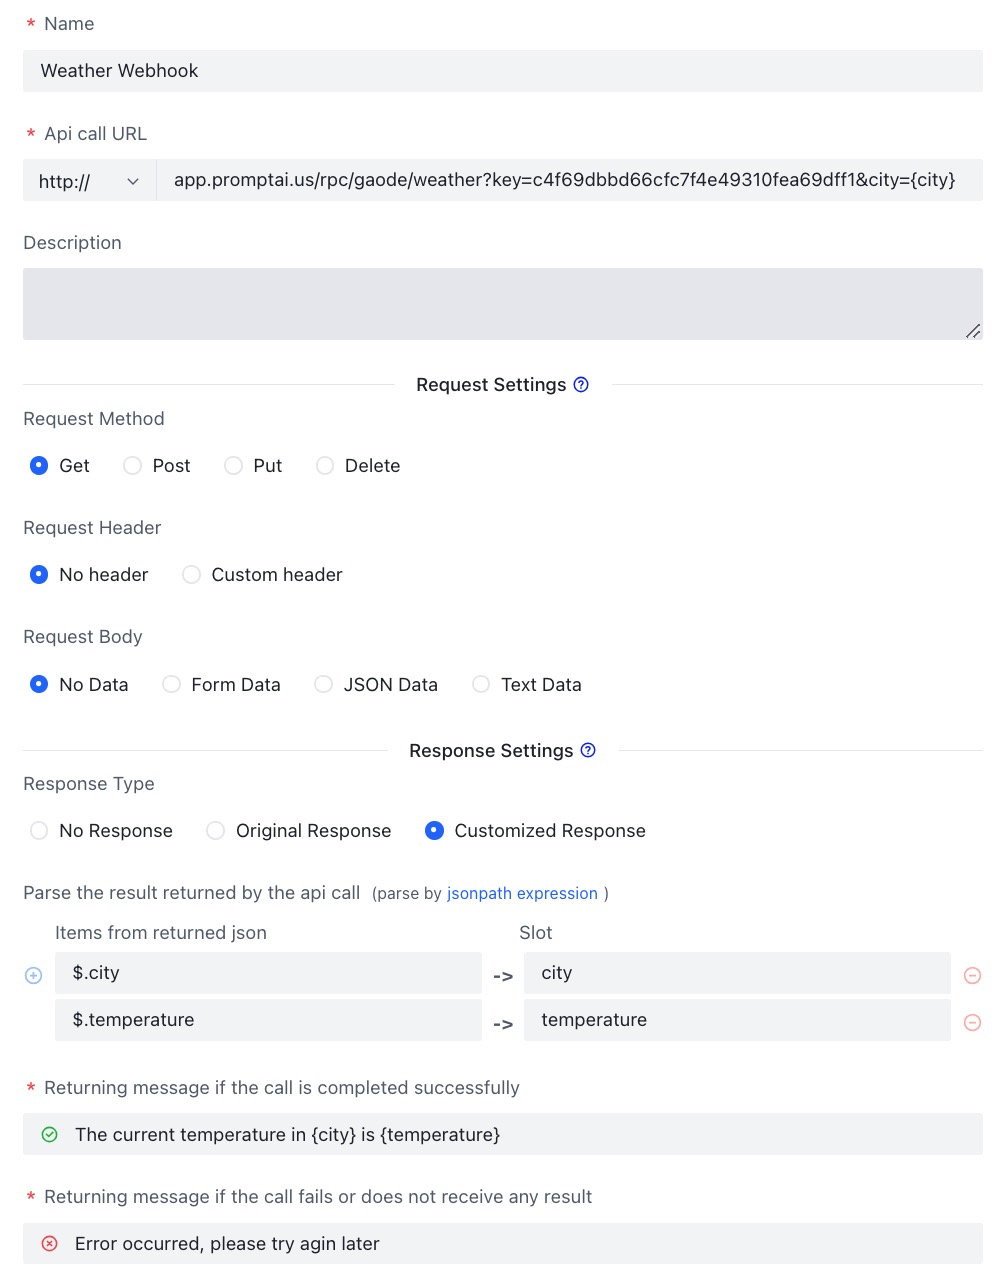 * Name
Weather Webhook
* Api call URL
http:// app.promptai.us/rpc/gaode/weather?key=c4f69dbbd66cfc7f4e49310fea69dff1&city={city}
Description
Request Settings ?
Request Method
Get Post Put Delete
Request Header
No header Custom header
Request Body
No Data Form Data JSON Data Text Data
Response Settings ?
Response Type
No Response Original Response Customized Response
Parse the result returned by the api call (parse by jsonpath expression )
Items from returned json Slot
$.city -> city
$.temperature -> temperature
* Returning message if the call is completed successfully
The current temperature in {city} is {temperature}
* Returning message if the call fails or does not receive any result
Error occurred, please try agin later